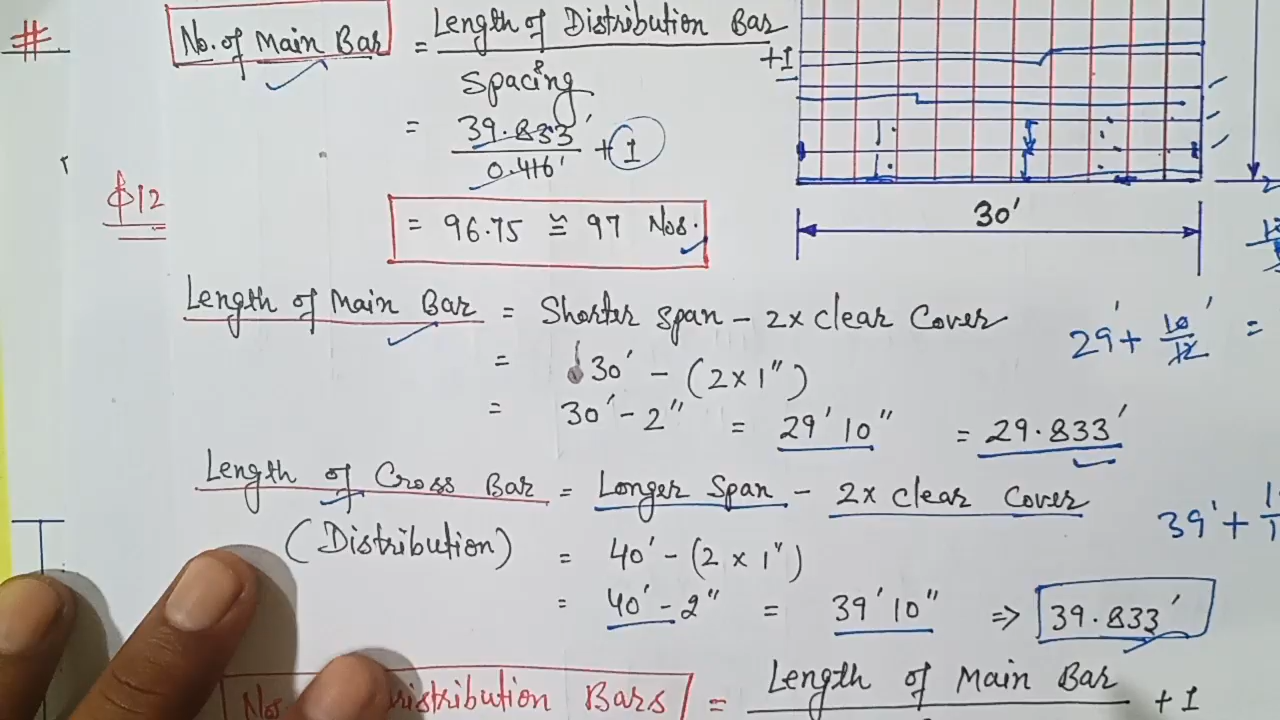 #
No. of Main Bar = Length of Distribution Bar
+1
Spacing
= 39.833' / 0.416' + 1
ϕ12
= 96.75 ≅ 97 Nos.
30'
Length of Main Bar = Shorter Span - 2x clear Cover
29' + 10'/12 =
= 30' - (2 x 1")
= 30' - 2" = 29' 10" = 29.833'
Length of Cross Bar = Longer Span - 2x clear Cover
39' +
(Distribution) = 40' - (2 x 1")
= 40' - 2" = 39' 10" => 39.833'
Nos. Distribution Bars = Length of Main Bar + 1